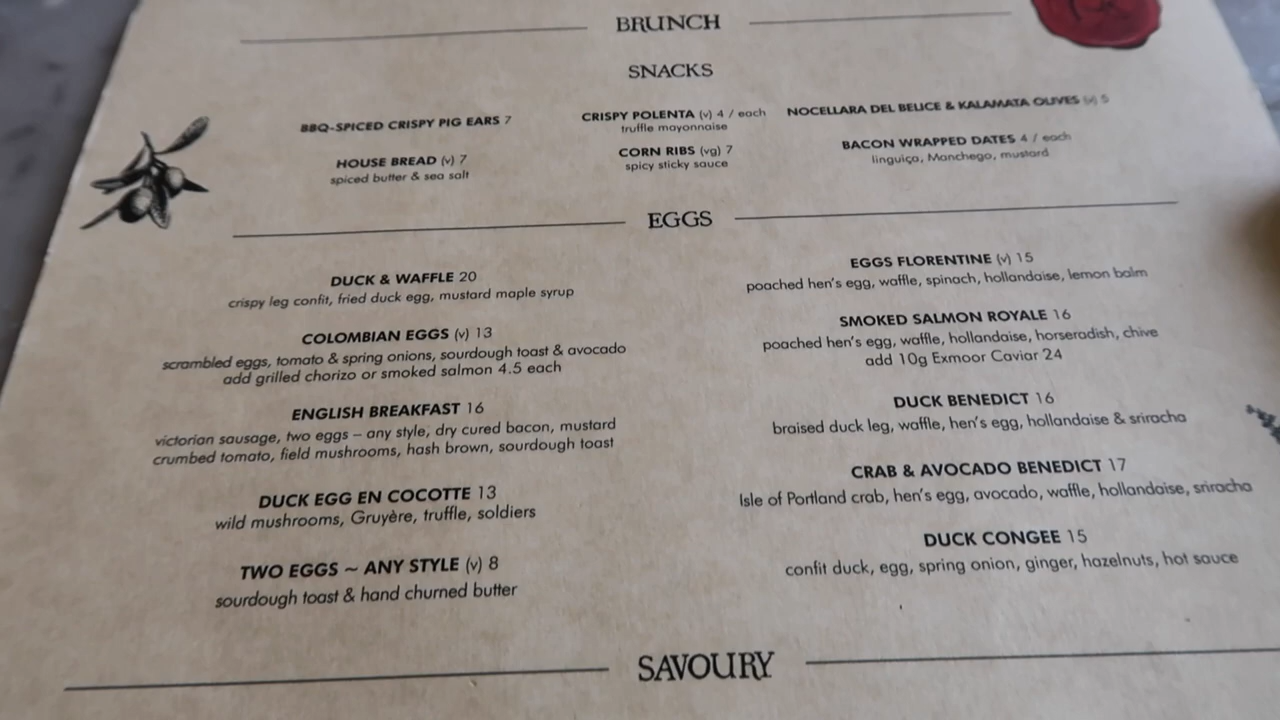 BRUNCH
SNACKS
BBQ-SPICED CRISPY PIG EARS 7
HOUSE BREAD (v) 7
spiced butter & sea salt
CRISPY POLENTA (v) 4 / each
truffle mayonnaise
CORN RIBS (vg) 7
spicy sticky sauce
NOCELLARA DEL BELICE & KALAMATA OLIVES 5
BACON WRAPPED DATES 4 / each
linguiça, Manchego, mustard
EGGS
DUCK & WAFFLE 20
crispy leg confit, fried duck egg, mustard maple syrup
COLOMBIAN EGGS (v) 13
scrambled eggs, tomato & spring onions, sourdough toast & avocado
add grilled chorizo or smoked salmon 4.5 each
ENGLISH BREAKFAST 16
victorian sausage, two eggs – any style, dry cured bacon, mustard
crumbed tomato, field mushrooms, hash brown, sourdough toast
DUCK EGG EN COCOTTE 13
wild mushrooms, Gruyère, truffle, soldiers
TWO EGGS ~ ANY STYLE (v) 8
sourdough toast & hand churned butter
EGGS FLORENTINE (v) 15
poached hen's egg, waffle, spinach, hollandaise, lemon balm
SMOKED SALMON ROYALE 16
poached hen's egg, waffle, hollandaise, horseradish, chive
add 10g Exmoor Caviar 24
DUCK BENEDICT 16
braised duck leg, waffle, hen's egg, hollandaise & sriracha
CRAB & AVOCADO BENEDICT 17
Isle of Portland crab, hen's egg, avocado, waffle, hollandaise, sriracha
DUCK CONGEE 15
confit duck, egg, spring onion, ginger, hazelnuts, hot sauce
SAVOURY